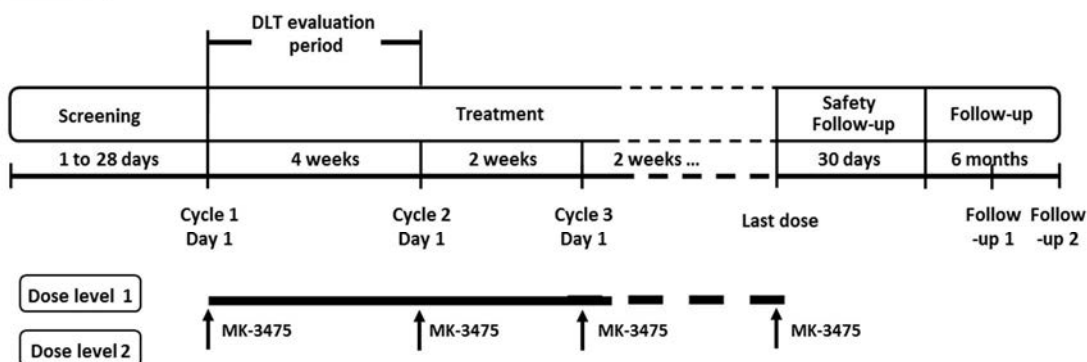 DLT evaluation
period
Screening
Treatment
Safety
Follow-up
Follow-up
1 to 28 days
4 weeks
2 weeks
2 weeks ...
30 days
6 months
Cycle 1
Day 1
Cycle 2
Day 1
Cycle 3
Day 1
Last dose
Follow
-up 1
Follow
-up 2
Dose level 1
MK-3475
MK-3475
MK-3475
MK-3475
Dose level 2